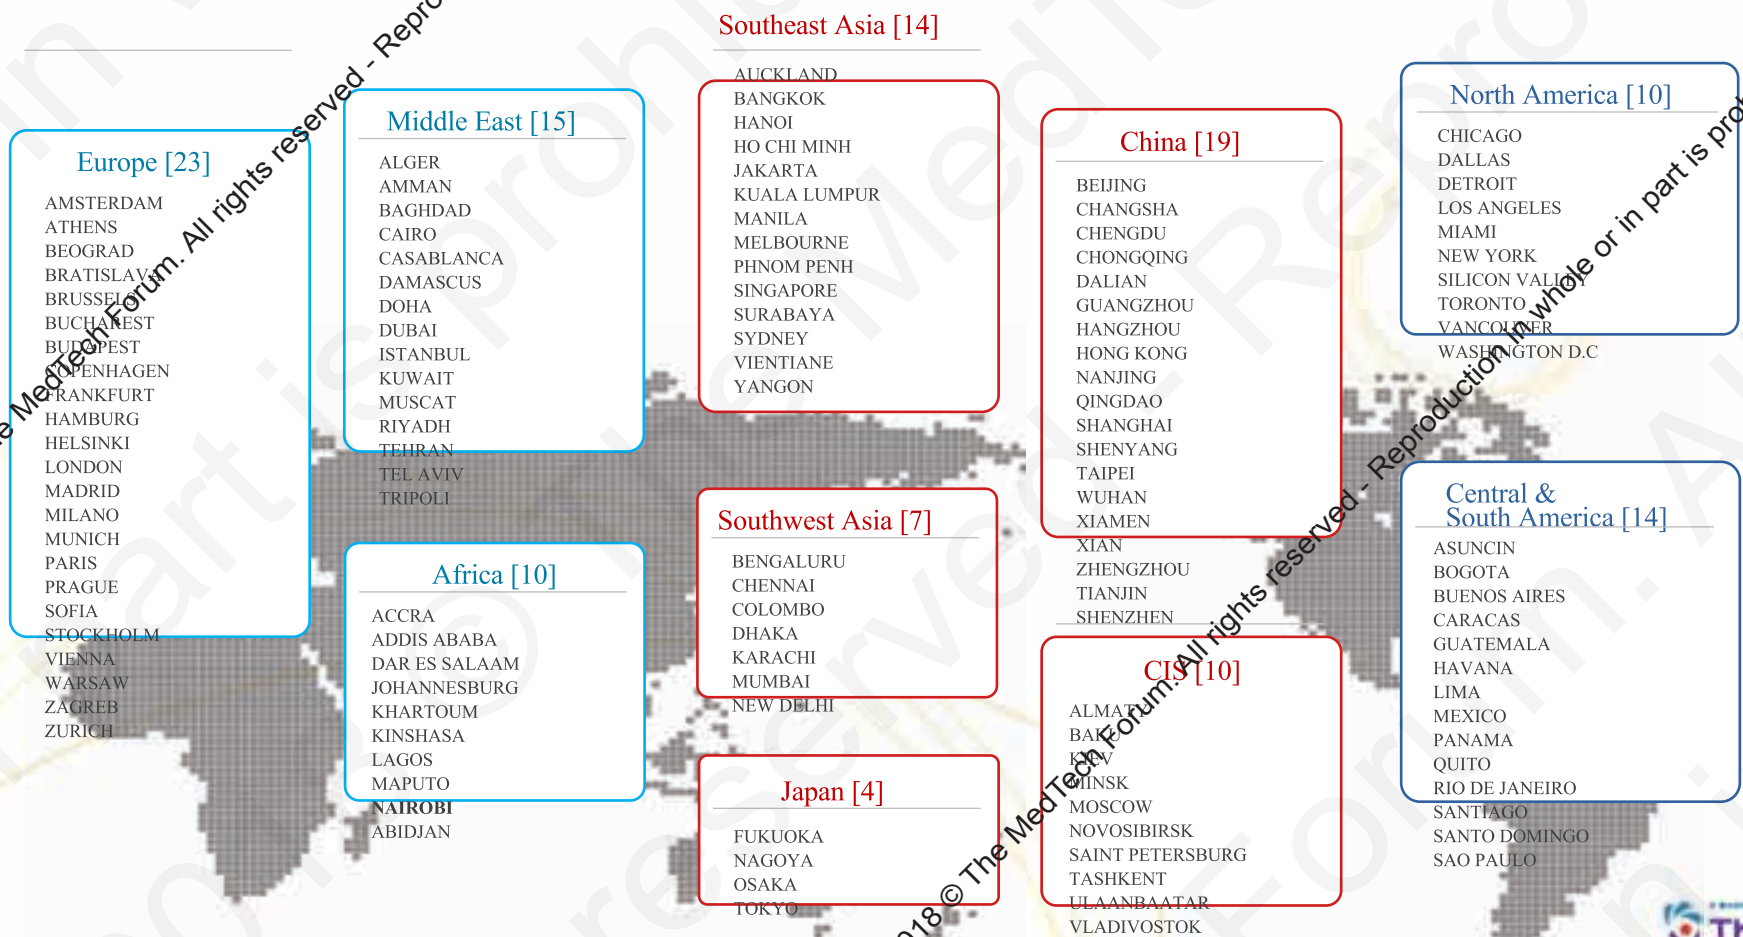 Europe [23]
AMSTERDAM
ATHENS
BEOGRAD
BRATISLAVA
BRUSSELS
BUCHAREST
BUDAPEST
COPENHAGEN
FRANKFURT
HAMBURG
HELSINKI
LONDON
MADRID
MILANO
MUNICH
PARIS
PRAGUE
SOFIA
STOCKHOLM
VIENNA
WARSAW
ZAGREB
ZURICH
Middle East [15]
ALGER
AMMAN
BAGHDAD
CAIRO
CASABLANCA
DAMASCUS
DOHA
DUBAI
ISTANBUL
KUWAIT
MUSCAT
RIYADH
TEHRAN
TEL AVIV
TRIPOLI
Africa [10]
ACCRA
ADDIS ABABA
DAR ES SALAAM
JOHANNESBURG
KHARTOUM
KINSHASA
LAGOS
MAPUTO
NAIROBI
ABIDJAN
Southeast Asia [14]
AUCKLAND
BANGKOK
HANOI
HO CHI MINH
JAKARTA
KUALA LUMPUR
MANILA
MELBOURNE
PHNOM PENH
SINGAPORE
SURABAYA
SYDNEY
VIENTIANE
YANGON
Southwest Asia [7]
BENGALURU
CHENNAI
COLOMBO
DHAKA
KARACHI
MUMBAI
NEW DELHI
Japan [4]
FUKUOKA
NAGOYA
OSAKA
TOKYO
China [19]
BEIJING
CHANGSHA
CHENGDU
CHONGQING
DALIAN
GUANGZHOU
HANGZHOU
HONG KONG
NANJING
QINGDAO
SHANGHAI
SHENYANG
TAIPEI
WUHAN
XIAMEN
XIAN
ZHENGZHOU
TIANJIN
SHENZHEN
CIS [10]
ALMATY
BAKU
KIEV
MINSK
MOSCOW
NOVOSIBIRSK
SAINT PETERSBURG
TASHKENT
ULAANBAATAR
VLADIVOSTOK
North America [10]
CHICAGO
DALLAS
DETROIT
LOS ANGELES
MIAMI
NEW YORK
SILICON VALLEY
TORONTO
VANCOUVER
WASHINGTON D.C
Central &
South America [14]
ASUNCIN
BOGOTA
BUENOS AIRES
CARACAS
GUATEMALA
HAVANA
LIMA
MEXICO
PANAMA
QUITO
RIO DE JANEIRO
SANTIAGO
SANTO DOMINGO
SAO PAULO
MedTech Forum. All rights reserved - Repro
018 © The MedTech Forum. All rights reserved - Reproduction in whole or in part is pro